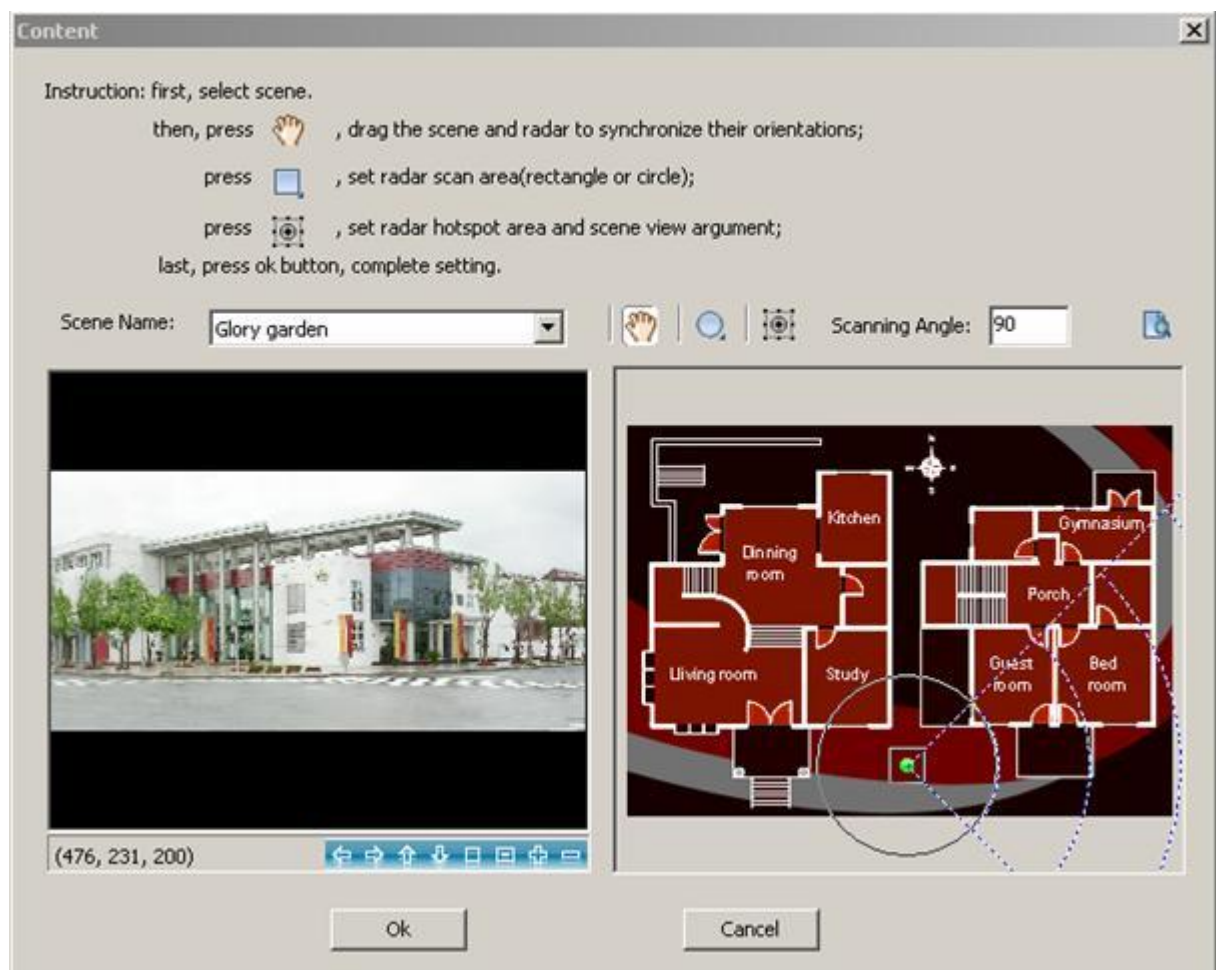 Content
Instruction: first, select scene.
then, press , drag the scene and radar to synchronize their orientations;
press , set radar scan area(rectangle or circle);
press , set radar hotspot area and scene view argument;
last, press ok button, complete setting.
Scene Name: Glory garden Scanning Angle: 90
Kitchen
Gymnasium
Dinning
room
Porch
Lliving room
Study
Guest
room
Bed
room
(476, 231, 200)
Ok Cancel